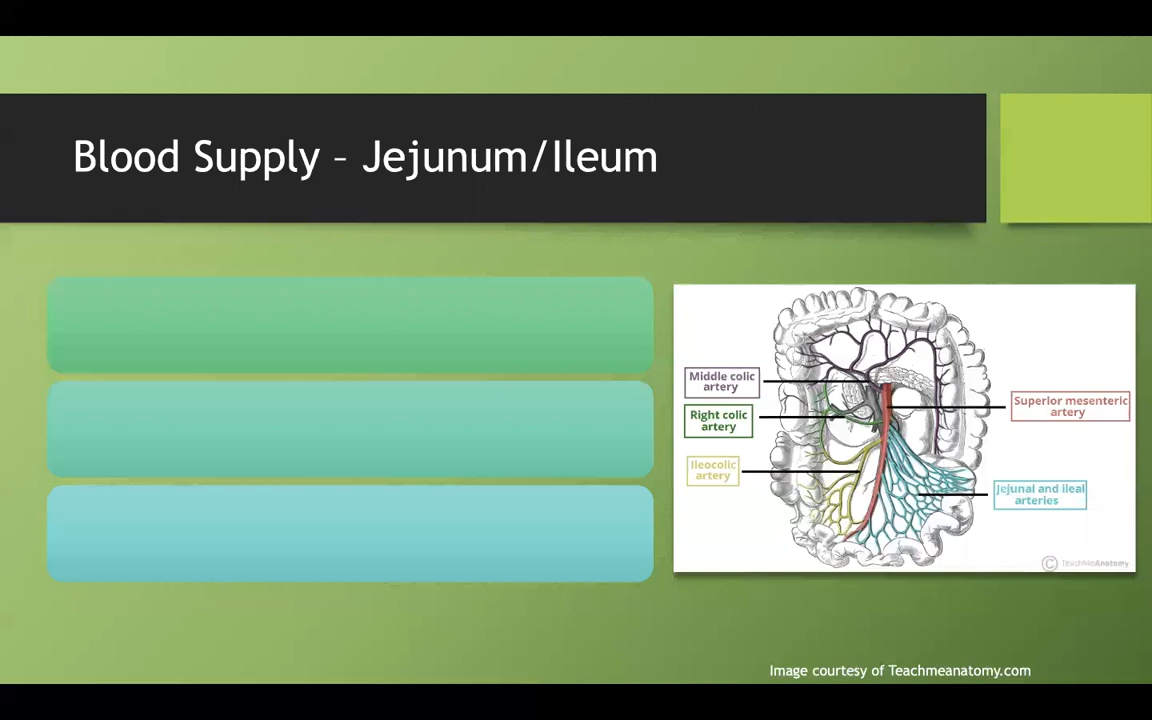 Blood Supply – Jejunum/Ileum
Middle colic
artery
Right colic
artery
Ileocolic
artery
Superior mesenteric
artery
Jejunal and ileal
arteries
© TeachMeAnatomy
Image courtesy of Teachmeanatomy.com